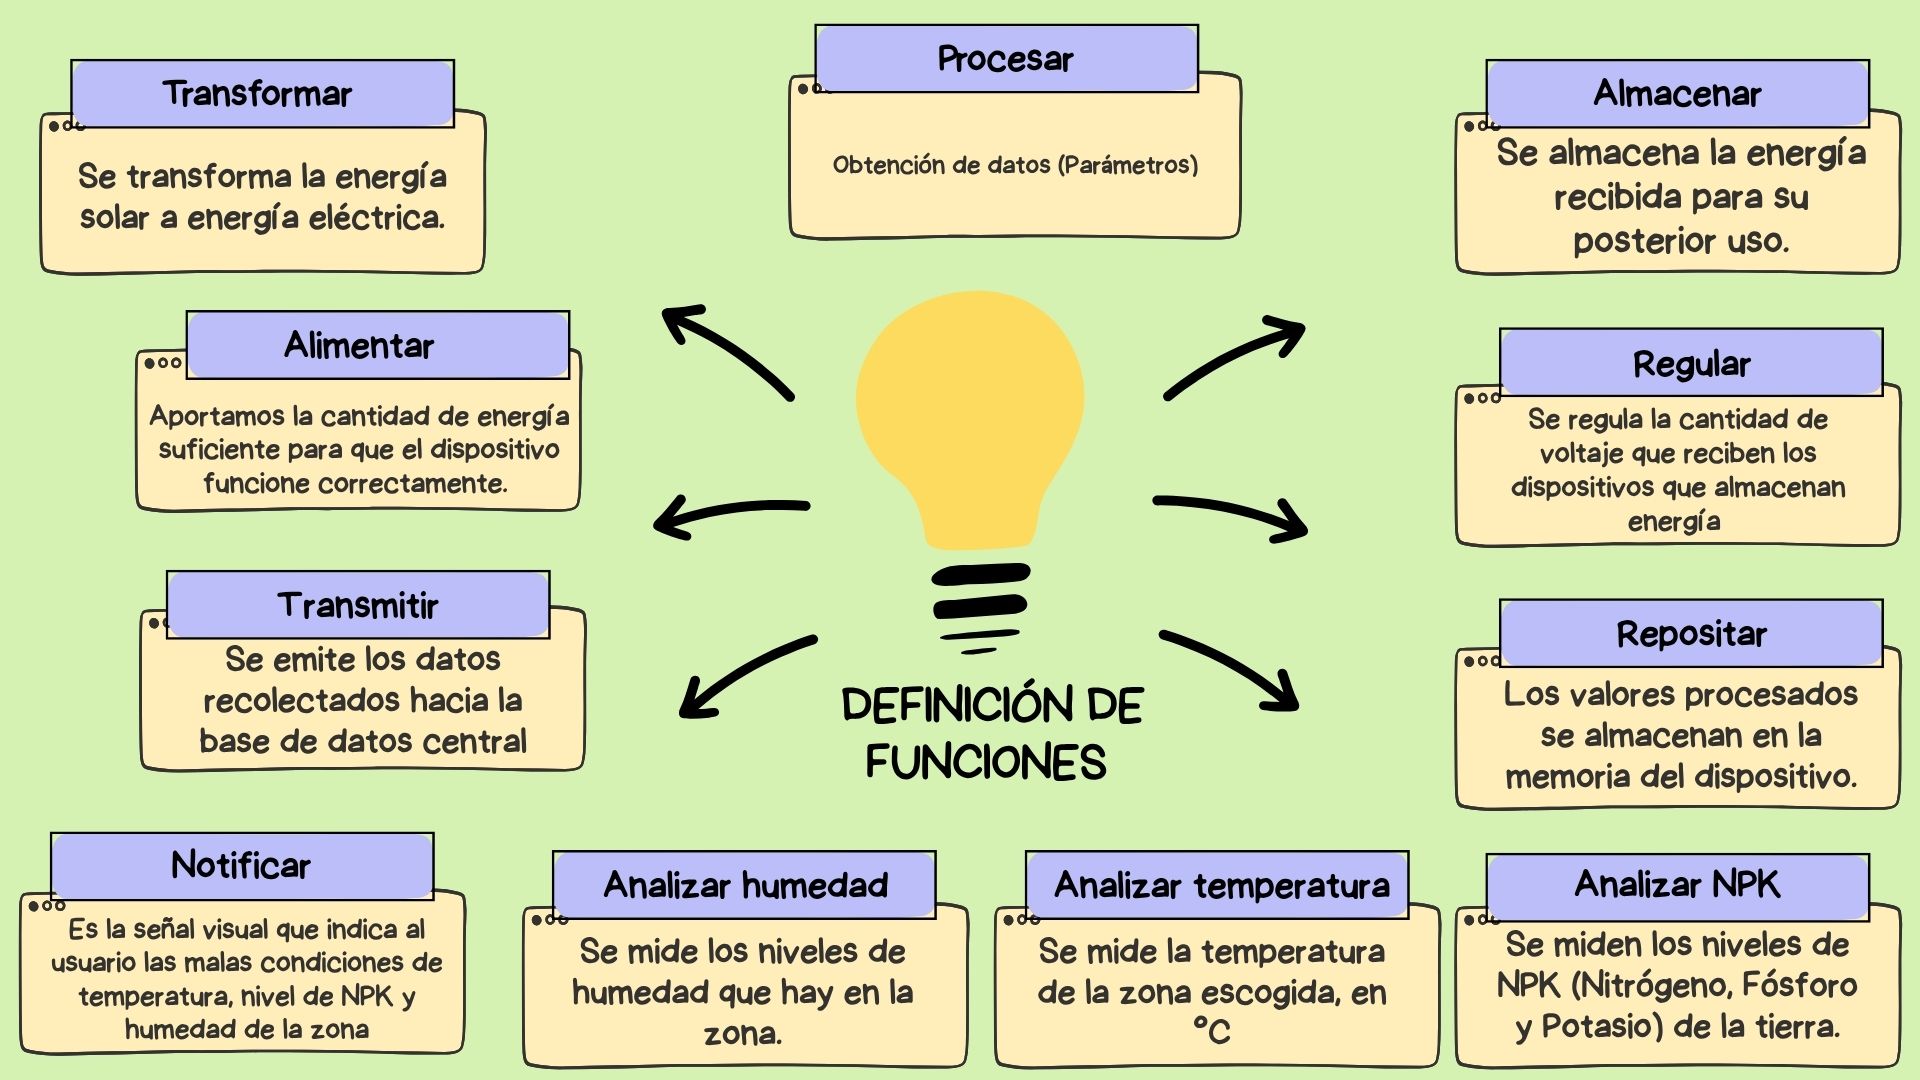 Transformar
Se transforma la energía
solar a energía eléctrica.
Procesar
Obtención de datos (Parámetros)
Almacenar
Se almacena la energía
recibida para su
posterior uso.
Alimentar
Aportamos la cantidad de energía
suficiente para que el dispositivo
funcione correctamente.
Regular
Se regula la cantidad de
voltaje que reciben los
dispositivos que almacenan
energía
Transmitir
Se emite los datos
recolectados hacia la
base de datos central
DEFINICIÓN DE
FUNCIONES
Repositar
Los valores procesados
se almacenan en la
memoria del dispositivo.
Notificar
Es la señal visual que indica al
usuario las malas condiciones de
temperatura, nivel de NPK y
humedad de la zona
Analizar humedad
Se mide los niveles de
humedad que hay en la
zona.
Analizar temperatura
Se mide la temperatura
de la zona escogida, en
°C
Analizar NPK
Se miden los niveles de
NPK (Nitrógeno, Fósforo
y Potasio) de la tierra.